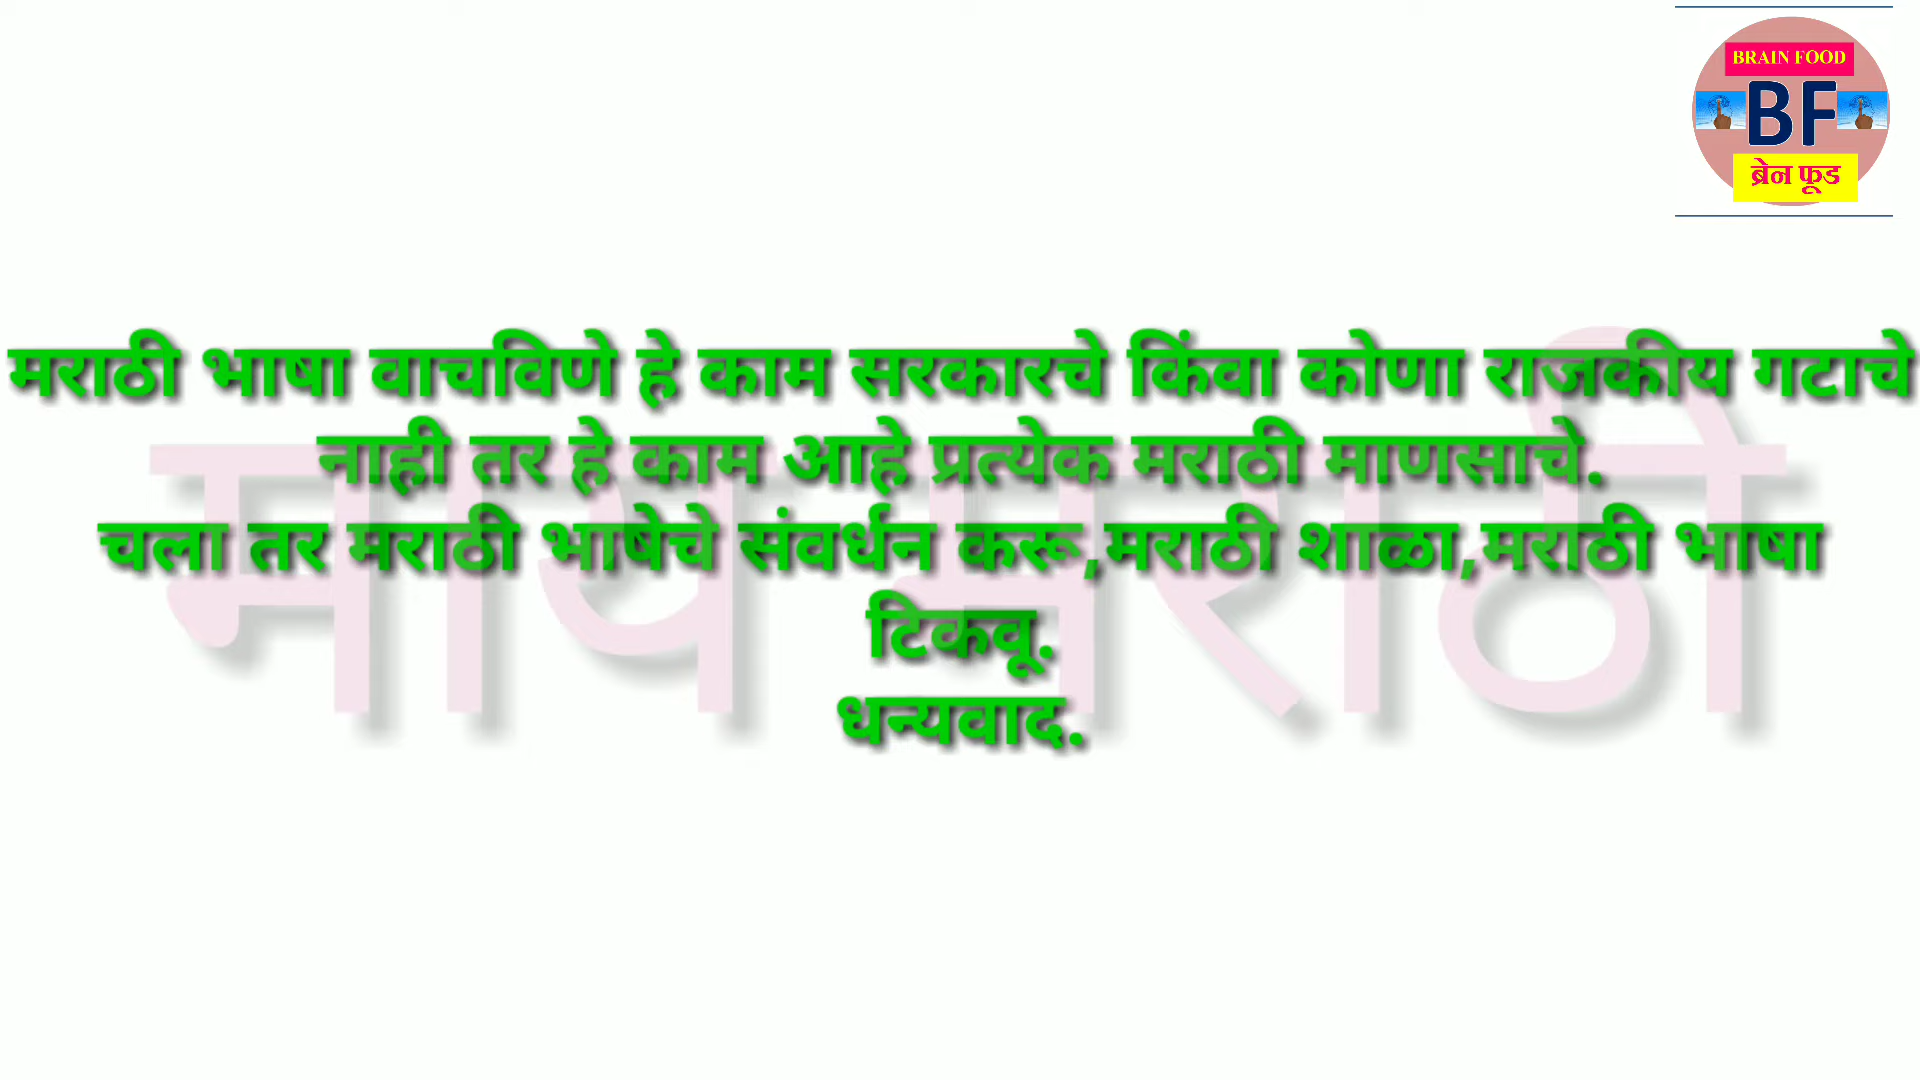 BRAIN FOOD
BF
ब्रेन फूड
मराठी भाषा वाचविणे हे काम सरकारचे किंवा कोणा राजकीय गटाचे
नाही तर हे काम आहे प्रत्येक मराठी माणसाचे.
चला तर मराठी भाषेचे संवर्धन करू,मराठी शाळा,मराठी भाषा
टिकवू.
धन्यवाद.
माय मराठी